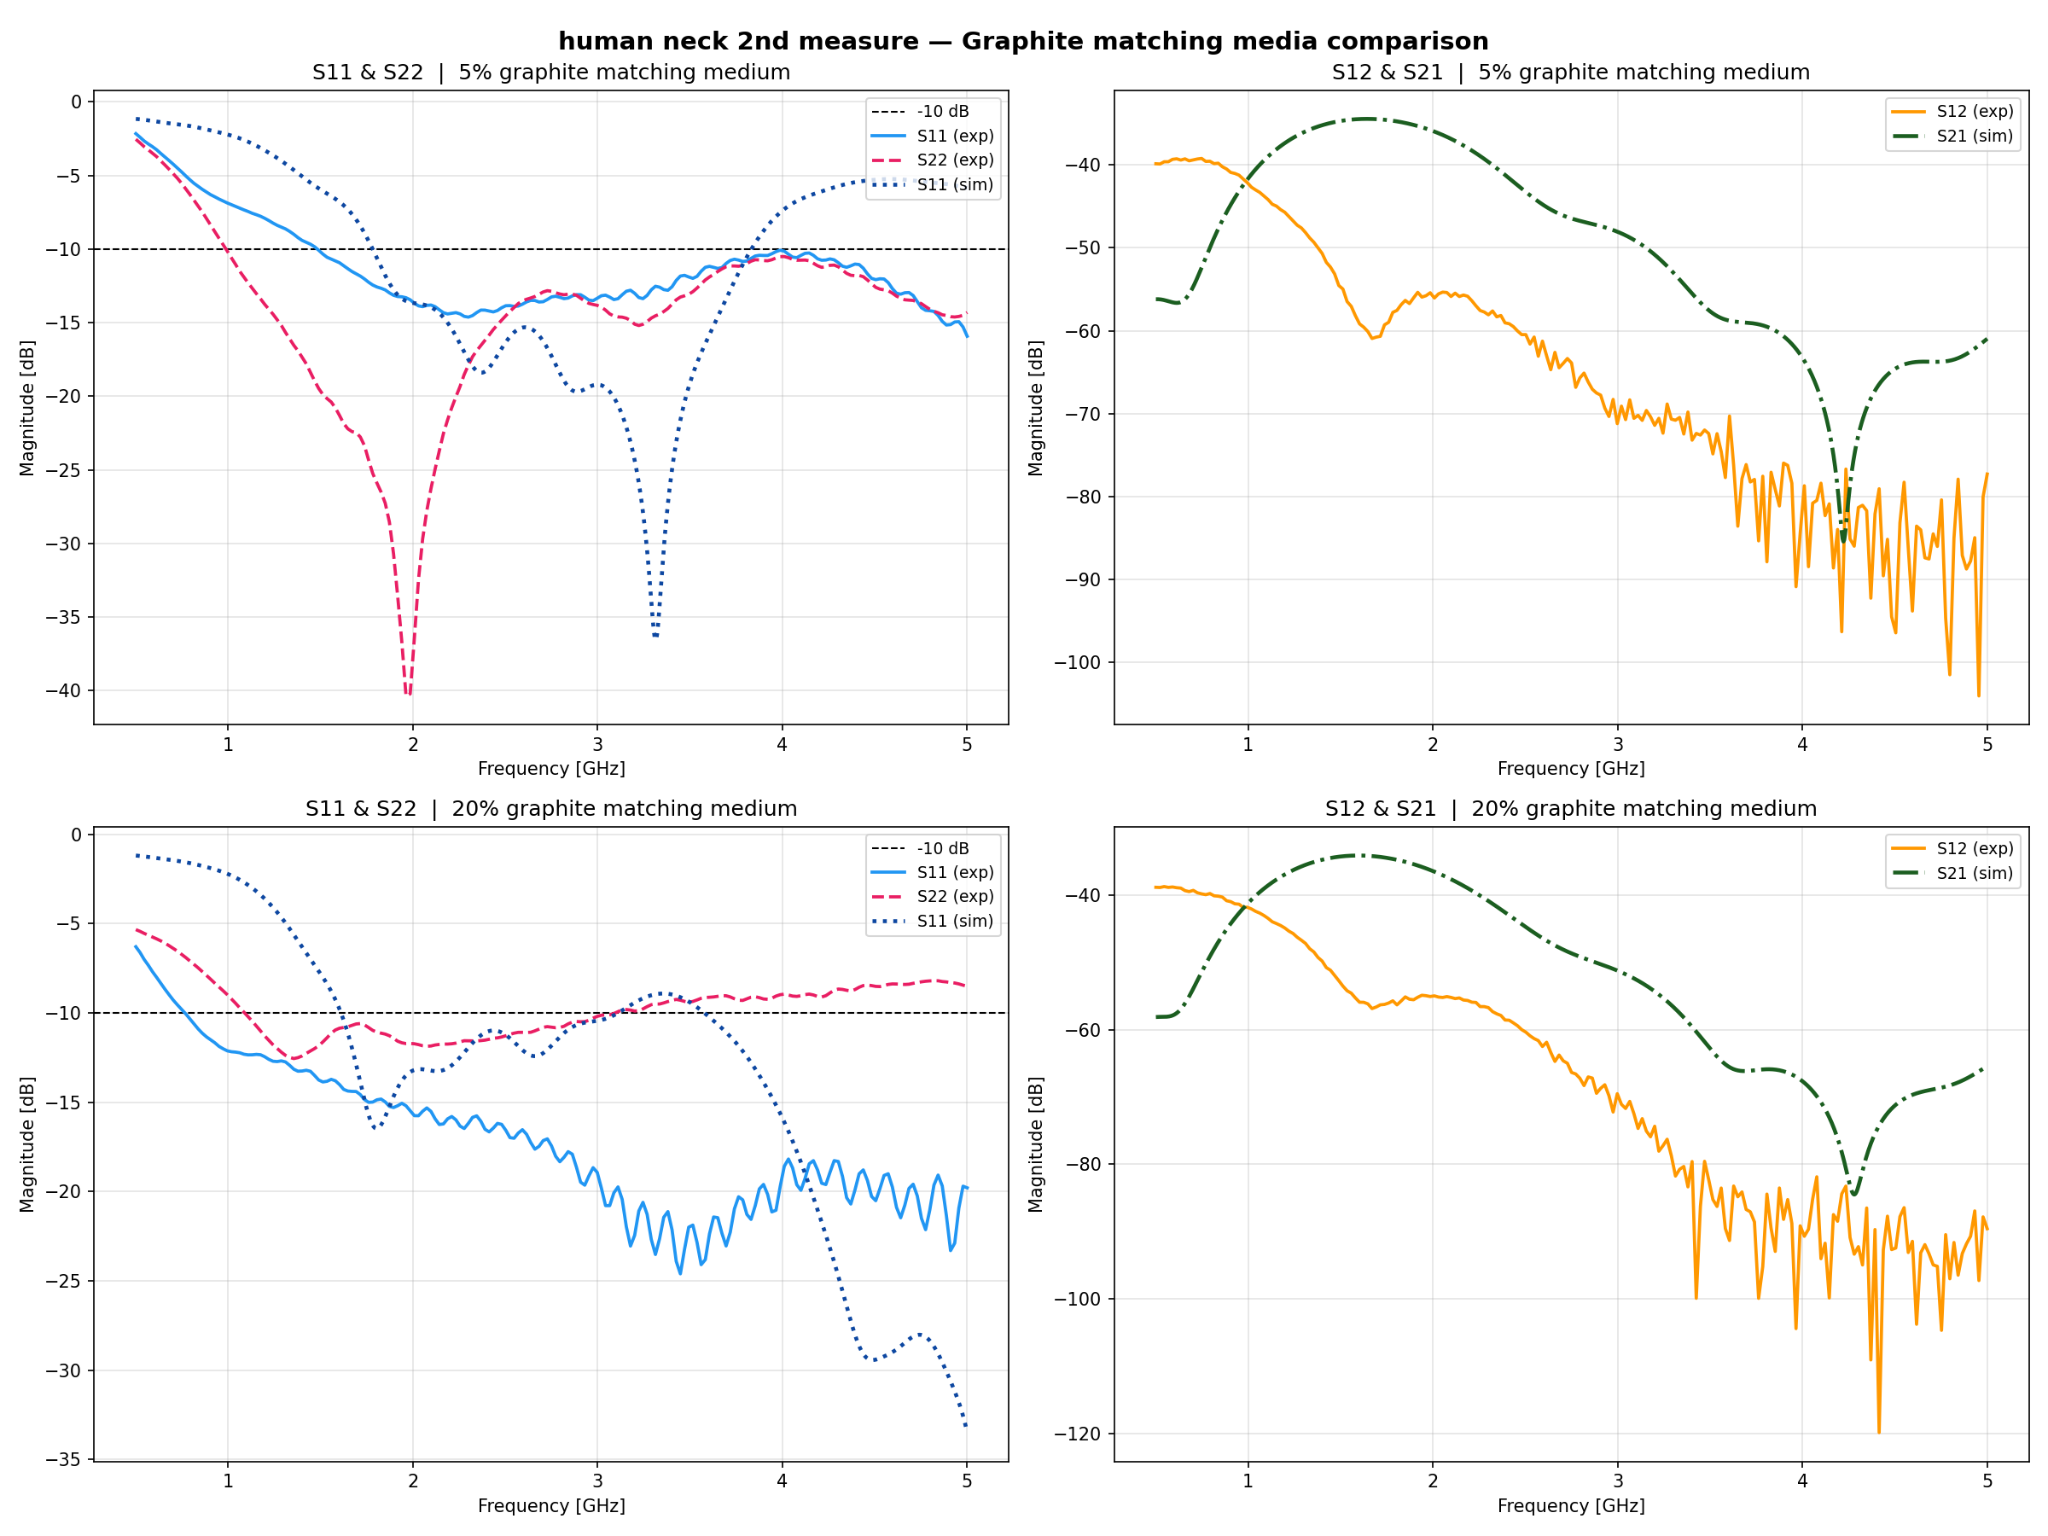 human neck 2nd measure — Graphite matching media comparison
S11 & S22 | 5% graphite matching medium
0
−5
−10
−15
−20
−25
−30
−35
−40
Magnitude [dB]
-10 dB
S11 (exp)
S22 (exp)
S11 (sim)
1
2
3
4
5
Frequency [GHz]
S12 & S21 | 5% graphite matching medium
−40
−50
−60
−70
−80
−90
−100
Magnitude [dB]
S12 (exp)
S21 (sim)
1
2
3
4
5
Frequency [GHz]
S11 & S22 | 20% graphite matching medium
0
−5
−10
−15
−20
−25
−30
−35
Magnitude [dB]
-10 dB
S11 (exp)
S22 (exp)
S11 (sim)
1
2
3
4
5
Frequency [GHz]
S12 & S21 | 20% graphite matching medium
−40
−60
−80
−100
−120
Magnitude [dB]
S12 (exp)
S21 (sim)
1
2
3
4
5
Frequency [GHz]